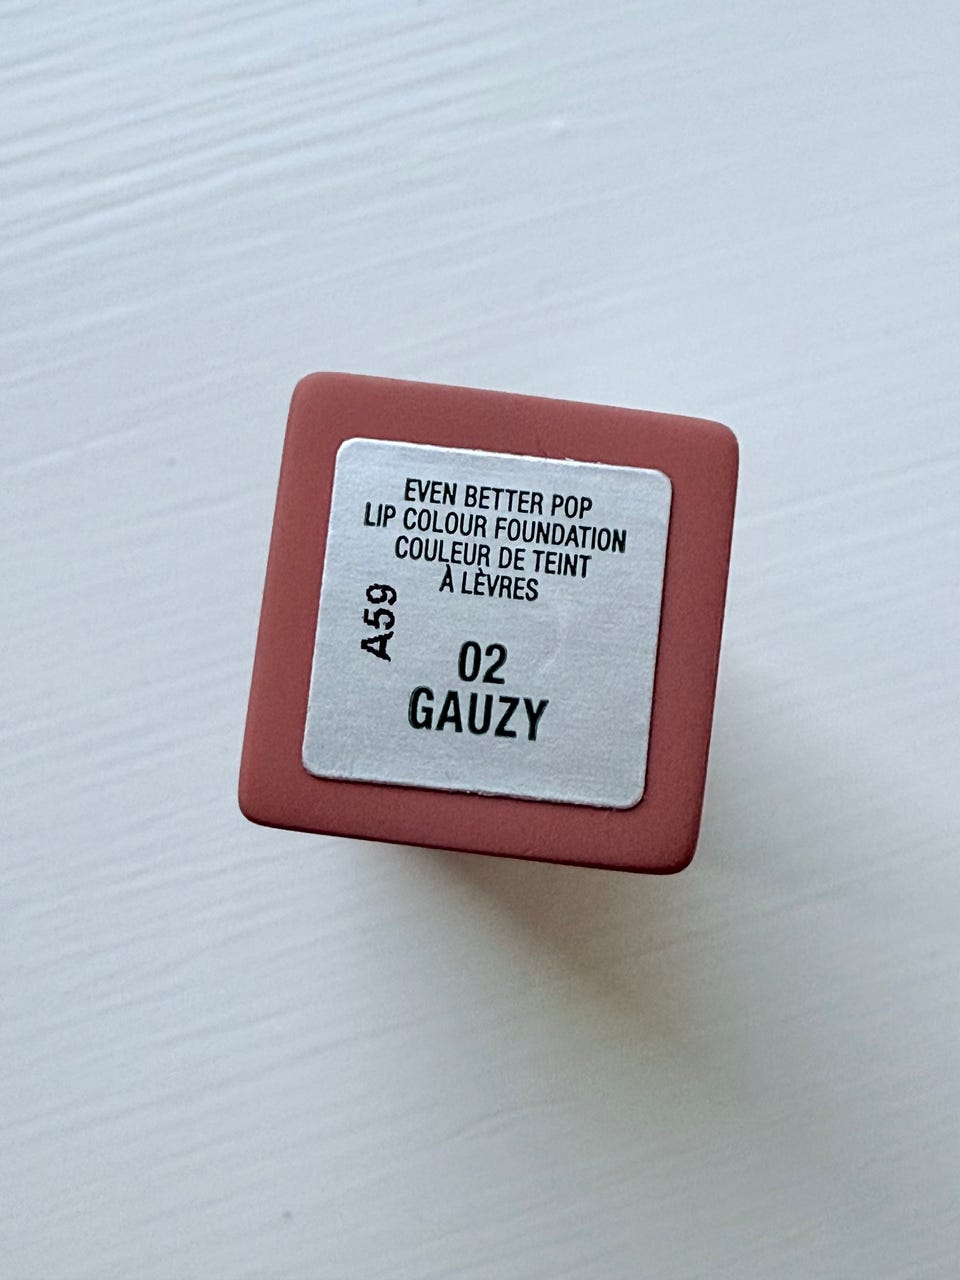 EVEN BETTER POP
LIP COLOUR FOUNDATION
COULEUR DE TEINT
À LÈVRES
A59
02
GAUZY